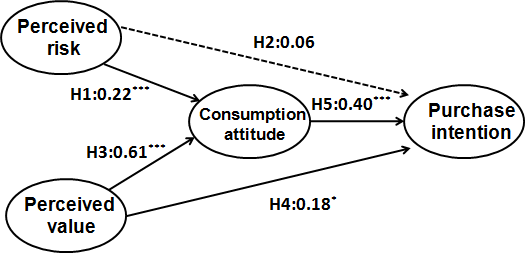 Perceived
risk
H2:0.06
H1:0.22***
Consumption
attitude
H5:0.40***
Purchase
intention
H3:0.61***
Perceived
value
H4:0.18*